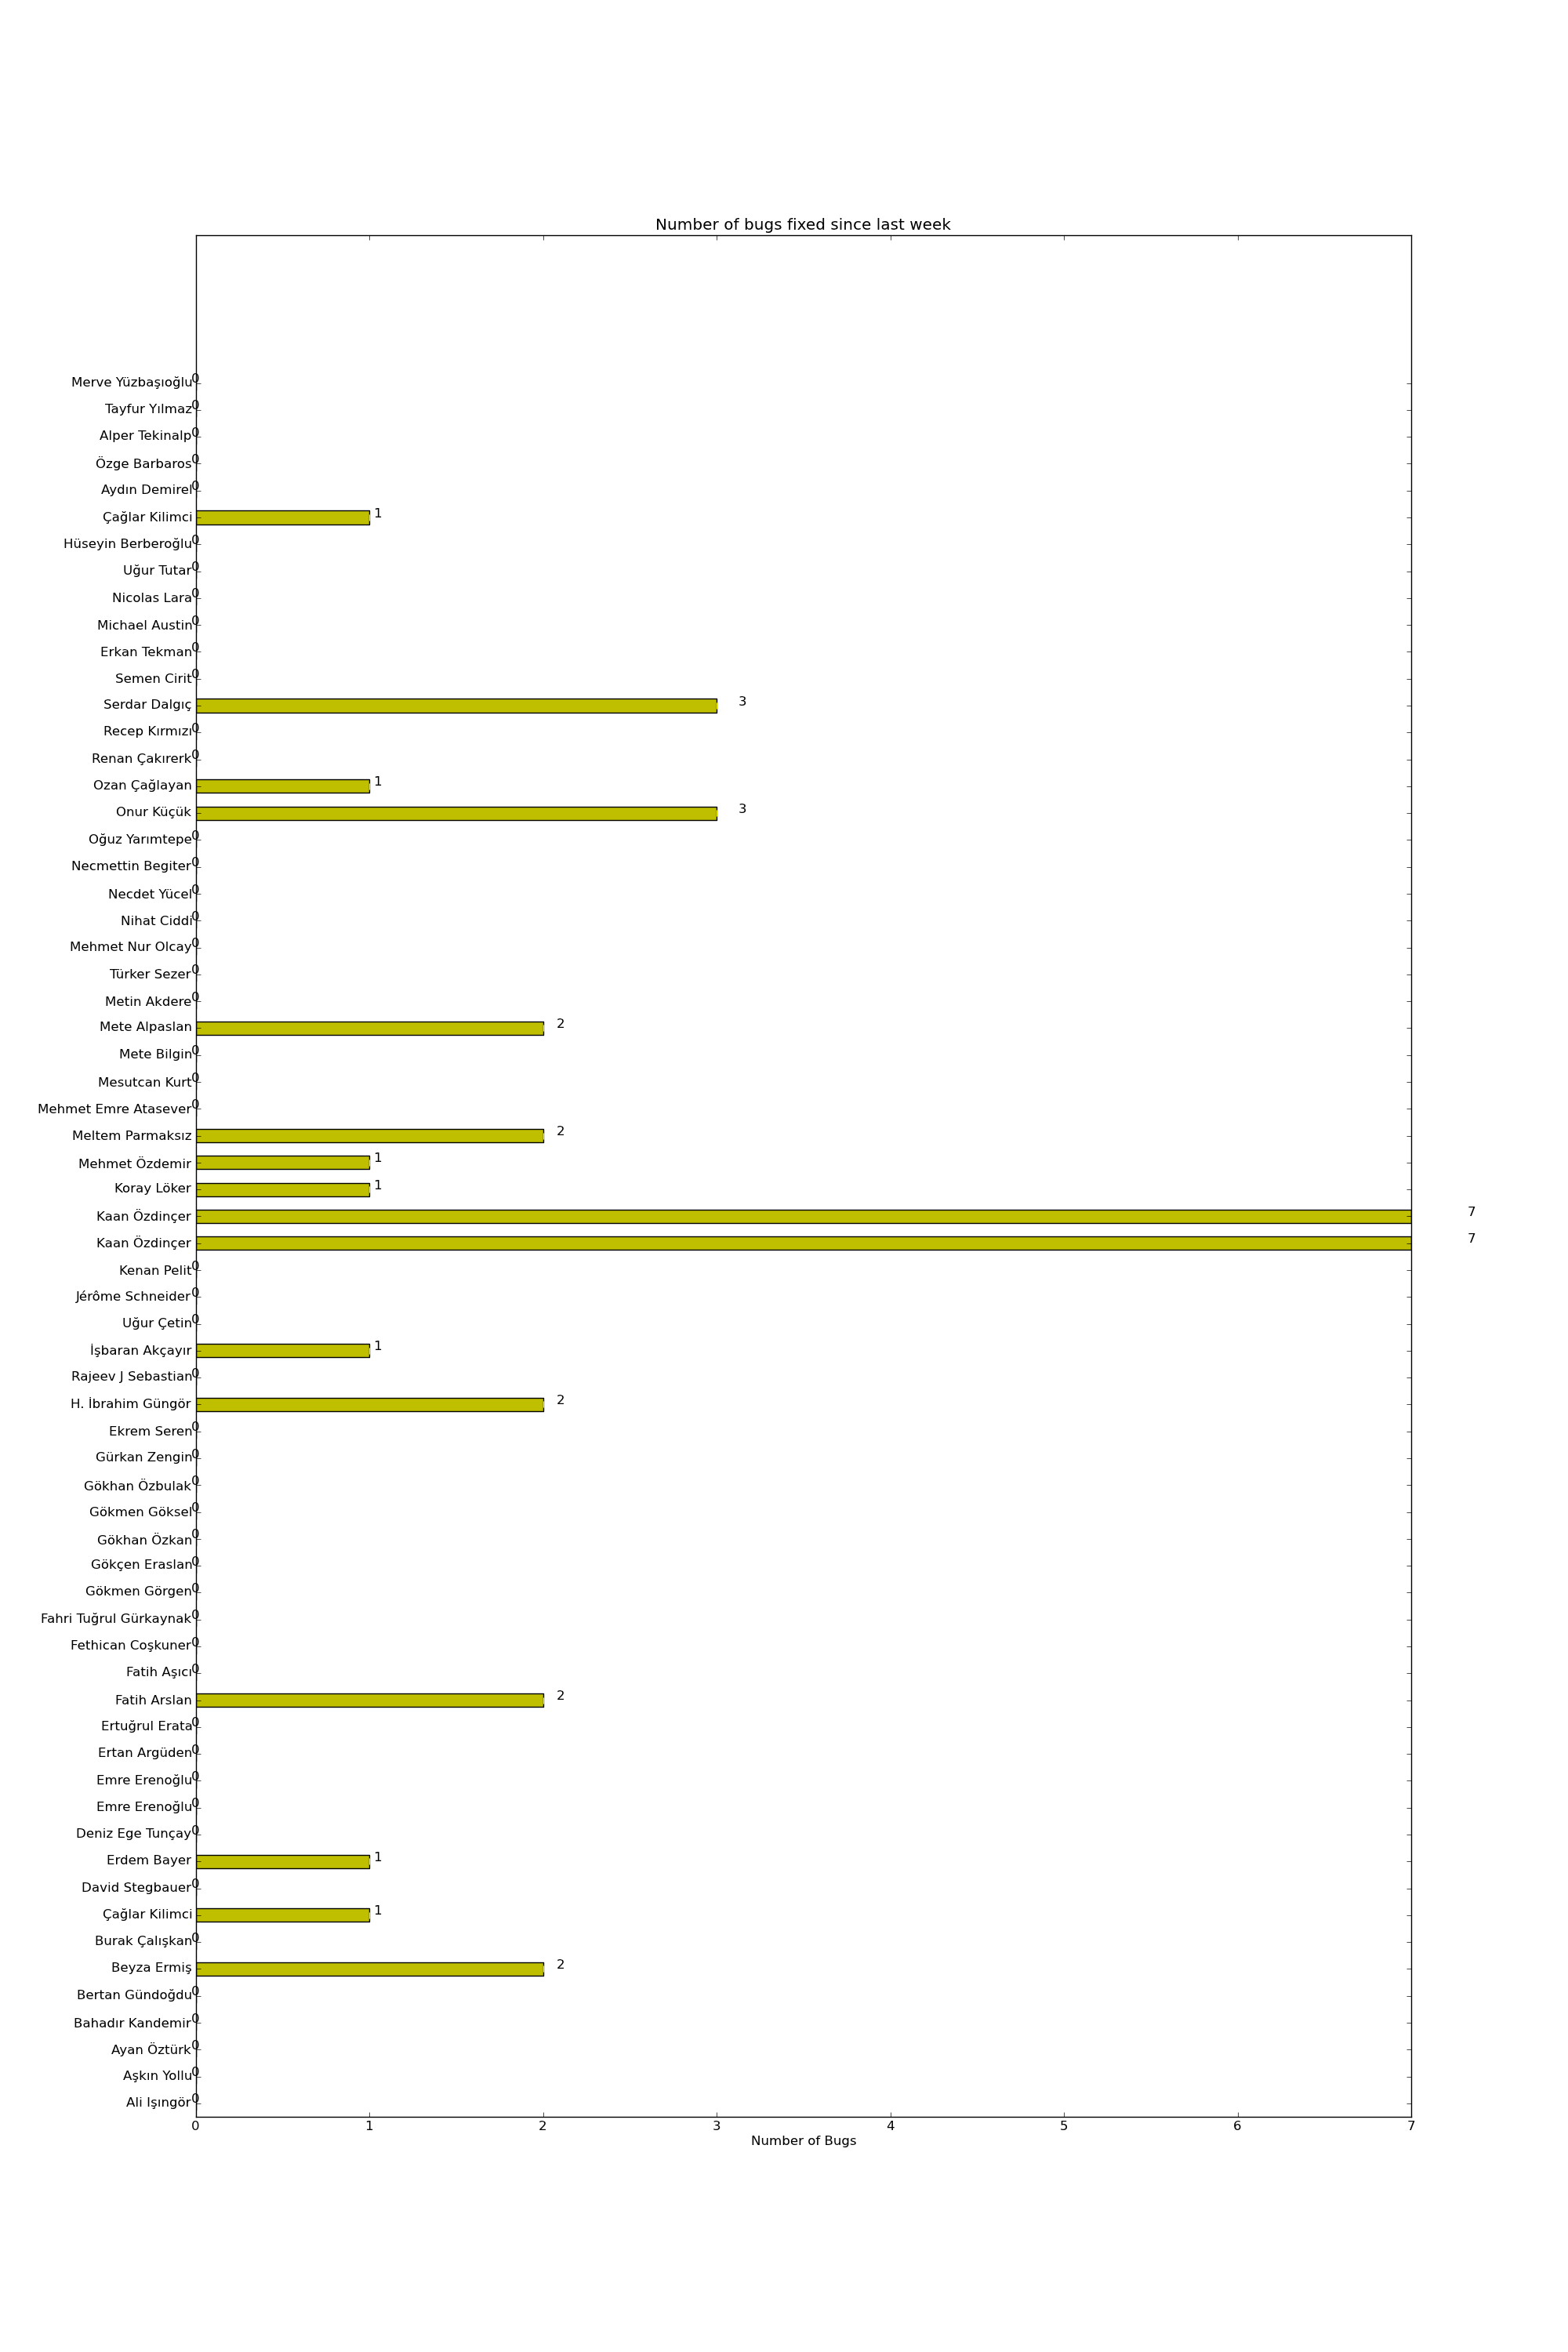 Number of bugs fixed since last week
Merve Yüzbaşıoğlu 0
Tayfur Yılmaz 0
Alper Tekinalp 0
Özge Barbaros 0
Aydın Demirel 0
Çağlar Kilimci 1
Hüseyin Berberoğlu 0
Uğur Tutar 0
Nicolas Lara 0
Michael Austin 0
Erkan Tekman 0
Semen Cirit 0
Serdar Dalgıç 3
Recep Kırmızı 0
Renan Çakırerk 0
Ozan Çağlayan 1
Onur Küçük 3
Oğuz Yarımtepe 0
Necmettin Begiter 0
Necdet Yücel 0
Nihat Ciddi 0
Mehmet Nur Olcay 0
Türker Sezer 0
Metin Akdere 0
Mete Alpaslan 2
Mete Bilgin 0
Mesutcan Kurt 0
Mehmet Emre Atasever 0
Meltem Parmaksız 2
Mehmet Özdemir 1
Koray Löker 1
Kaan Özdinçer 7
Kaan Özdinçer 7
Kenan Pelit 0
Jérôme Schneider 0
Uğur Çetin 0
İşbaran Akçayır 1
Rajeev J Sebastian 0
H. İbrahim Güngör 2
Ekrem Seren 0
Gürkan Zengin 0
Gökhan Özbulak 0
Gökmen Göksel 0
Gökhan Özkan 0
Gökçen Eraslan 0
Gökmen Görgen 0
Fahri Tuğrul Gürkaynak 0
Fethican Coşkuner 0
Fatih Aşıcı 0
Fatih Arslan 2
Ertuğrul Erata 0
Ertan Argüden 0
Emre Erenoğlu 0
Emre Erenoğlu 0
Deniz Ege Tunçay 0
Erdem Bayer 1
David Stegbauer 0
Çağlar Kilimci 1
Burak Çalışkan 0
Beyza Ermiş 2
Bertan Gündoğdu 0
Bahadır Kandemir 0
Ayan Öztürk 0
Aşkın Yollu 0
Ali Işıngör 0
0 1 2 3 4 5 6 7
Number of Bugs